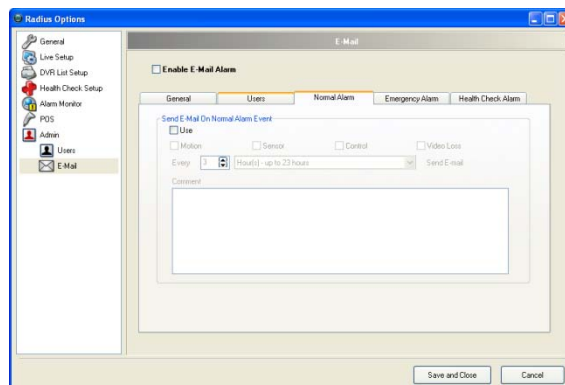 Radius Options
General
Live Setup
DVR List Setup
Health Check Setup
Alarm Monitor
POS
Admin
Users
E-Mail
E-Mail
Enable E-Mail Alarm
General Users Normal Alarm Emergency Alarm Health Check Alarm
Send E-Mail On Normal Alarm Event
Use
Motion Sensor Control Video Loss
Every 3 Hour(s) - up to 23 hours Send E-mail
Comment
Save and Close Cancel